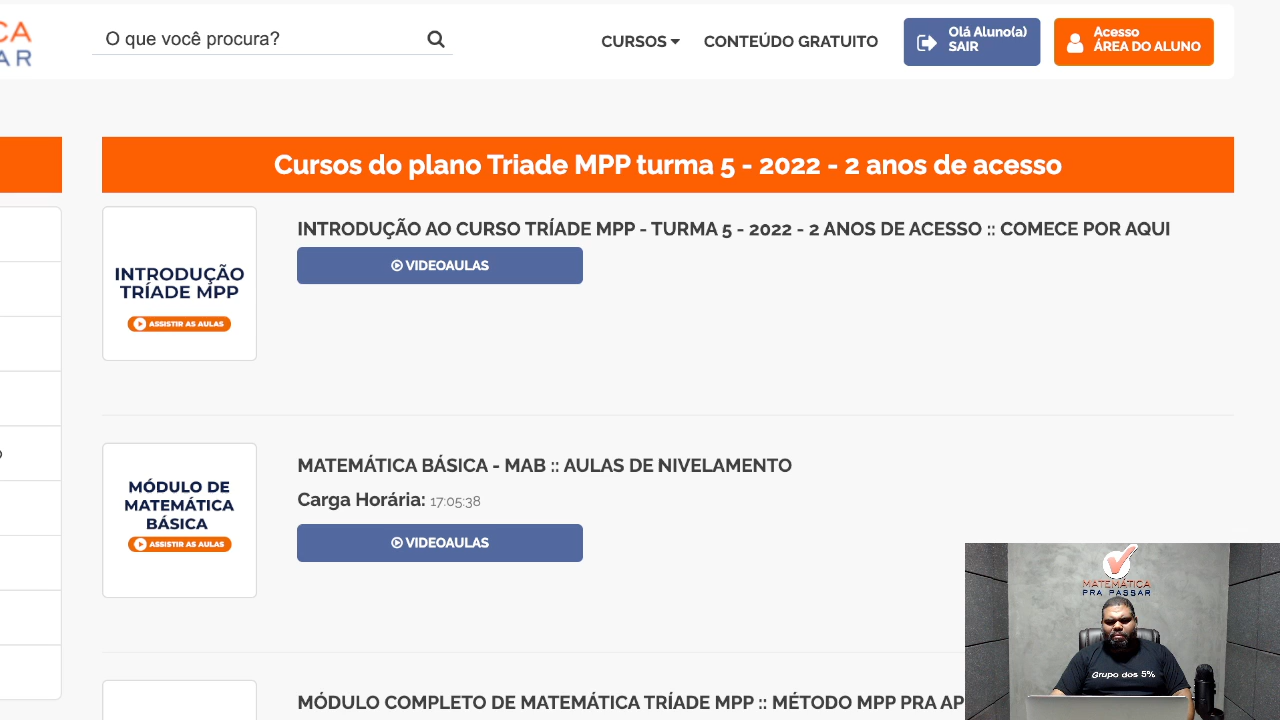 CA
AR
O que você procura?
CURSOS
CONTEÚDO GRATUITO
Olá Aluno(a)
SAIR
Acesso
ÁREA DO ALUNO
Cursos do plano Triade MPP turma 5 - 2022 - 2 anos de acesso
INTRODUÇÃO
TRÍADE MPP
ASSISTIR AS AULAS
INTRODUÇÃO AO CURSO TRÍADE MPP - TURMA 5 - 2022 - 2 ANOS DE ACESSO :: COMECE POR AQUI
VIDEOAULAS
MÓDULO DE
MATEMÁTICA
BÁSICA
ASSISTIR AS AULAS
MATEMÁTICA BÁSICA - MAB :: AULAS DE NIVELAMENTO
Carga Horária: 17:05:38
VIDEOAULAS
MÓDULO COMPLETO DE MATEMÁTICA TRÍADE MPP :: MÉTODO MPP PRA AP
MATEMÁTICA
PRA PASSAR
Grupo dos 5%